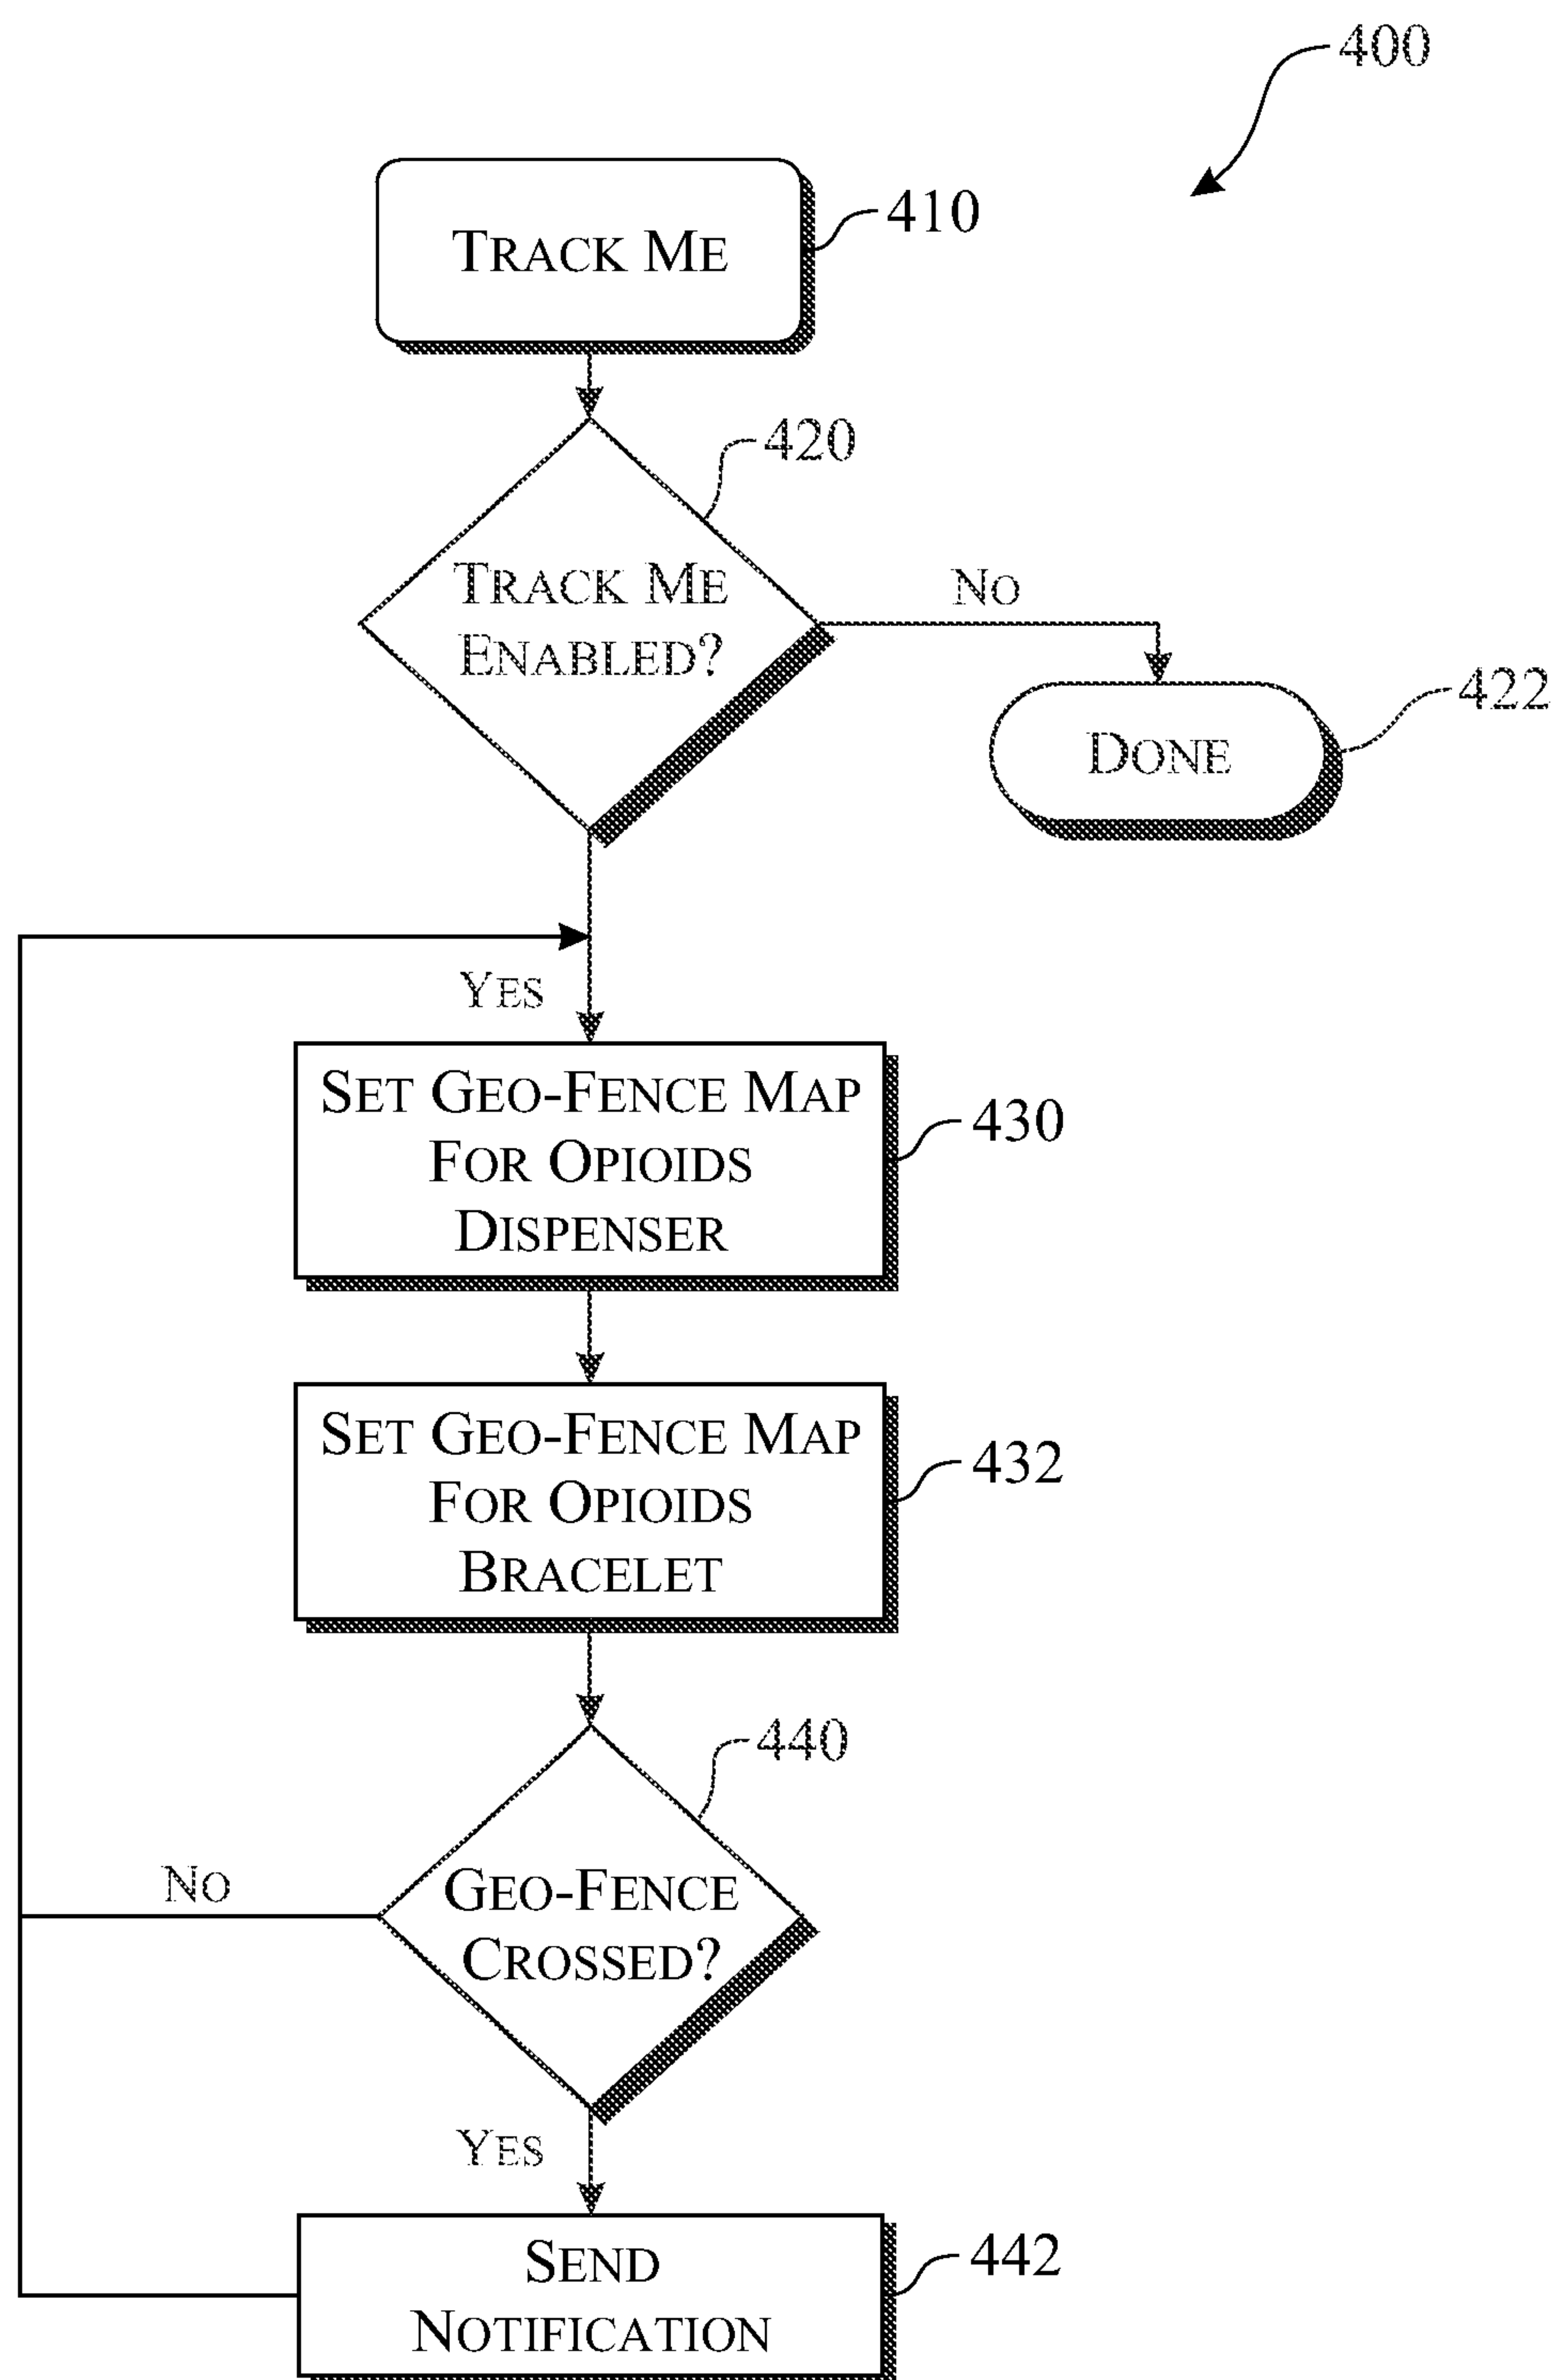 400
TRACK ME
410
420
TRACK ME
ENABLED?
NO
422
DONE
YES
SET GEO-FENCE MAP
FOR OPIOIDS
DISPENSER
430
SET GEO-FENCE MAP
FOR OPIOIDS
BRACELET
432
440
GEO-FENCE
CROSSED?
NO
YES
SEND
NOTIFICATION
442